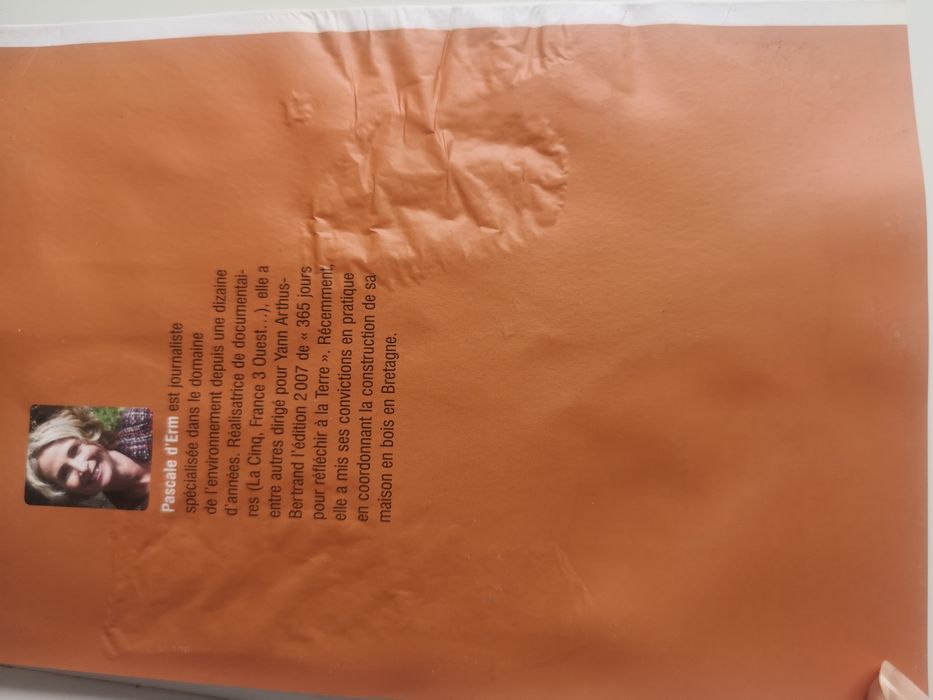 Pascale d'Erm est journaliste
spécialisée dans le domaine
de l'environnement depuis une dizaine
d'années. Réalisatrice de documentai-
res (La Cinq, France 3 Ouest…), elle a
entre autres dirigé pour Yann Arthus-
Bertrand l'édition 2007 de « 365 jours
pour réfléchir à la Terre ». Récemment,
elle a mis ses convictions en pratique
en coordonnant la construction de sa
maison en bois en Bretagne.